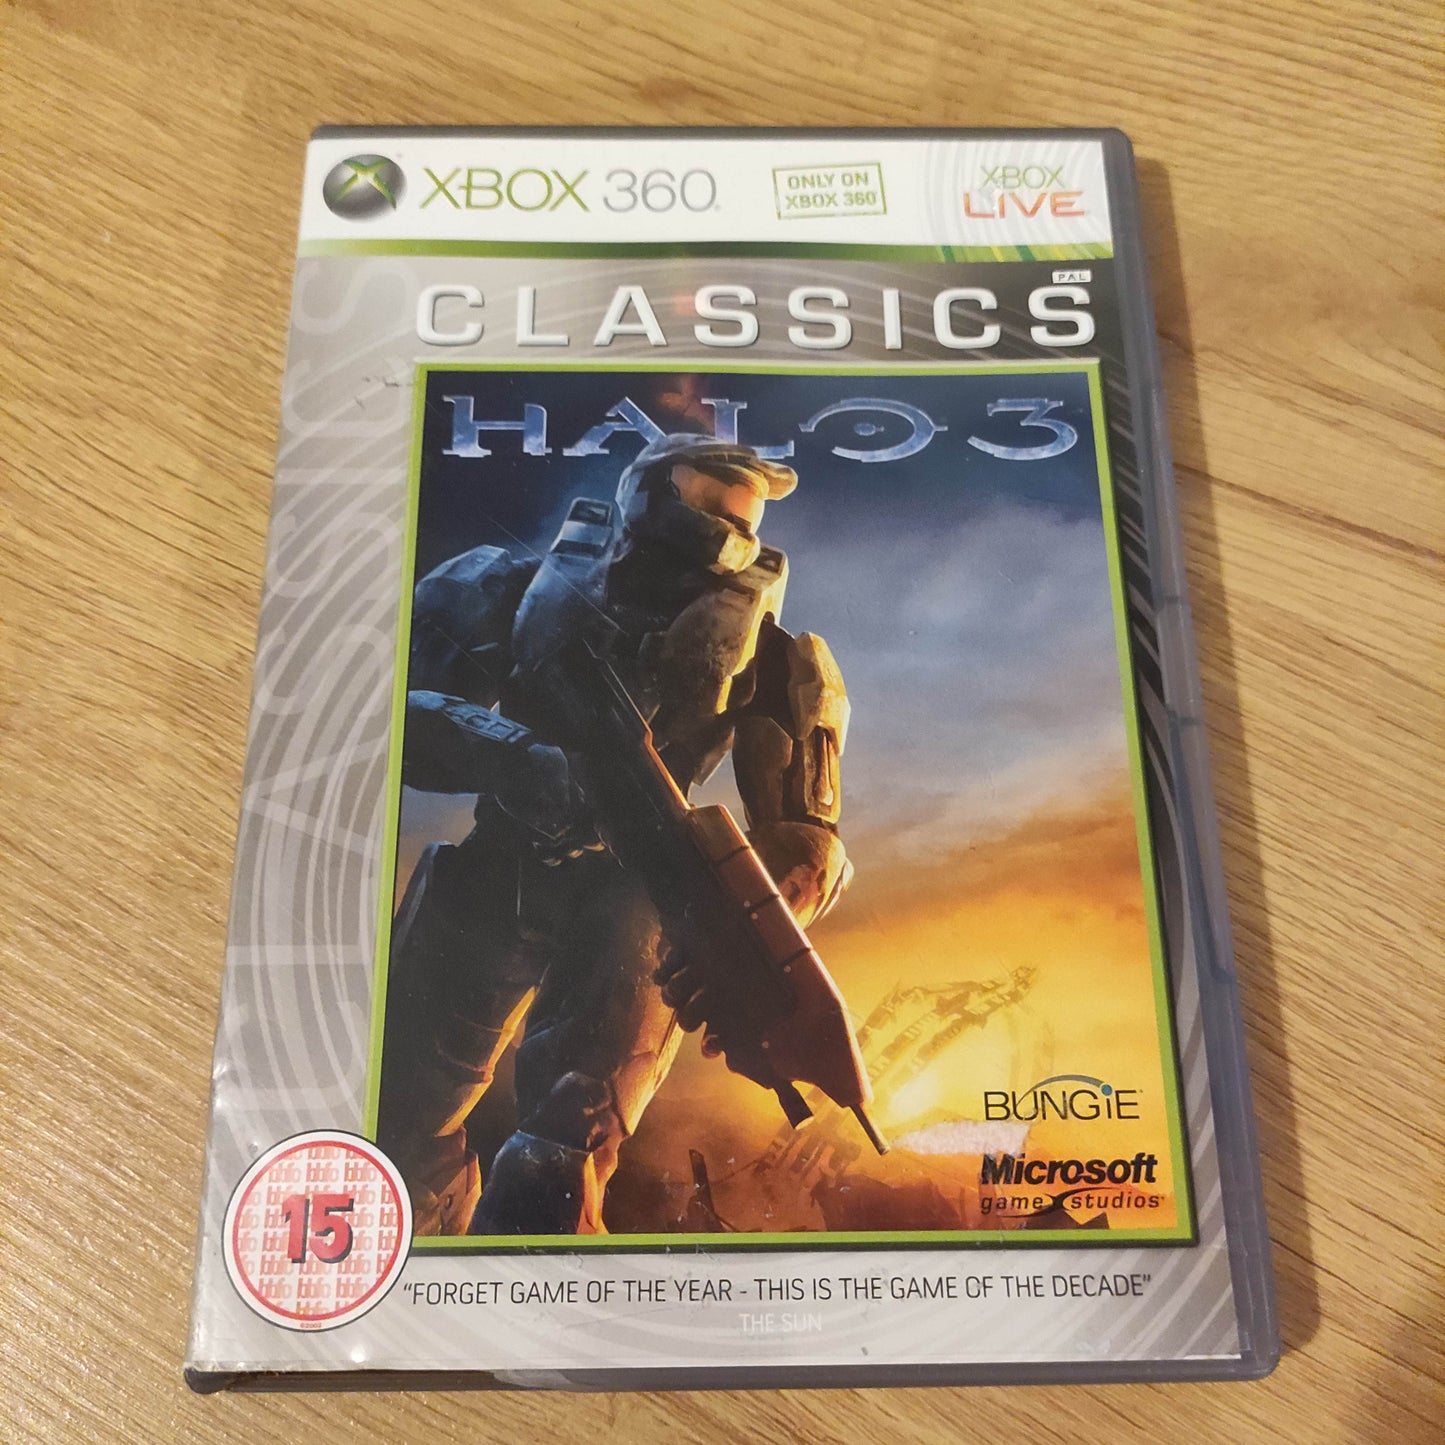 XBOX 360
ONLY ON
XBOX 360
XBOX
LIVE
PAL
CLASSICS
CLASSICS
HALO 3
BUNGiE
Microsoft
game studios
15
"FORGET GAME OF THE YEAR - THIS IS THE GAME OF THE DECADE"
THE SUN